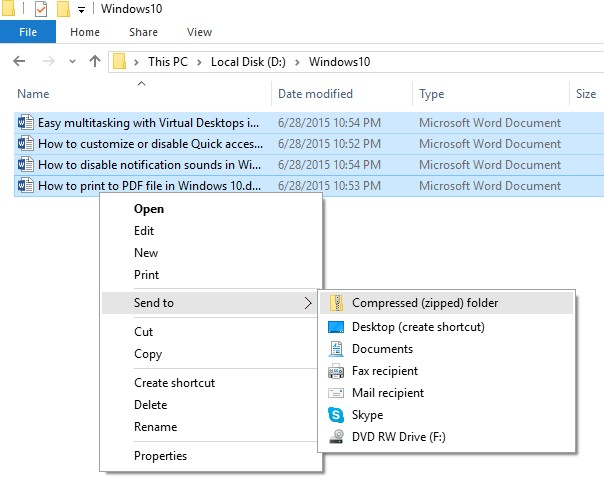 Windows10
File Home Share View
This PC Local Disk (D:) Windows10
Name Date modified Type Size
Easy multitasking with Virtual Desktops i... 6/28/2015 10:54 PM Microsoft Word Document
How to customize or disable Quick acces... 6/28/2015 10:52 PM Microsoft Word Document
How to disable notification sounds in Wi... 6/28/2015 10:54 PM Microsoft Word Document
How to print to PDF file in Windows 10.d... 6/28/2015 10:53 PM Microsoft Word Document
Open
Edit
New
Print
Send to
Cut
Copy
Create shortcut
Delete
Rename
Properties
Compressed (zipped) folder
Desktop (create shortcut)
Documents
Fax recipient
Mail recipient
Skype
DVD RW Drive (F:)